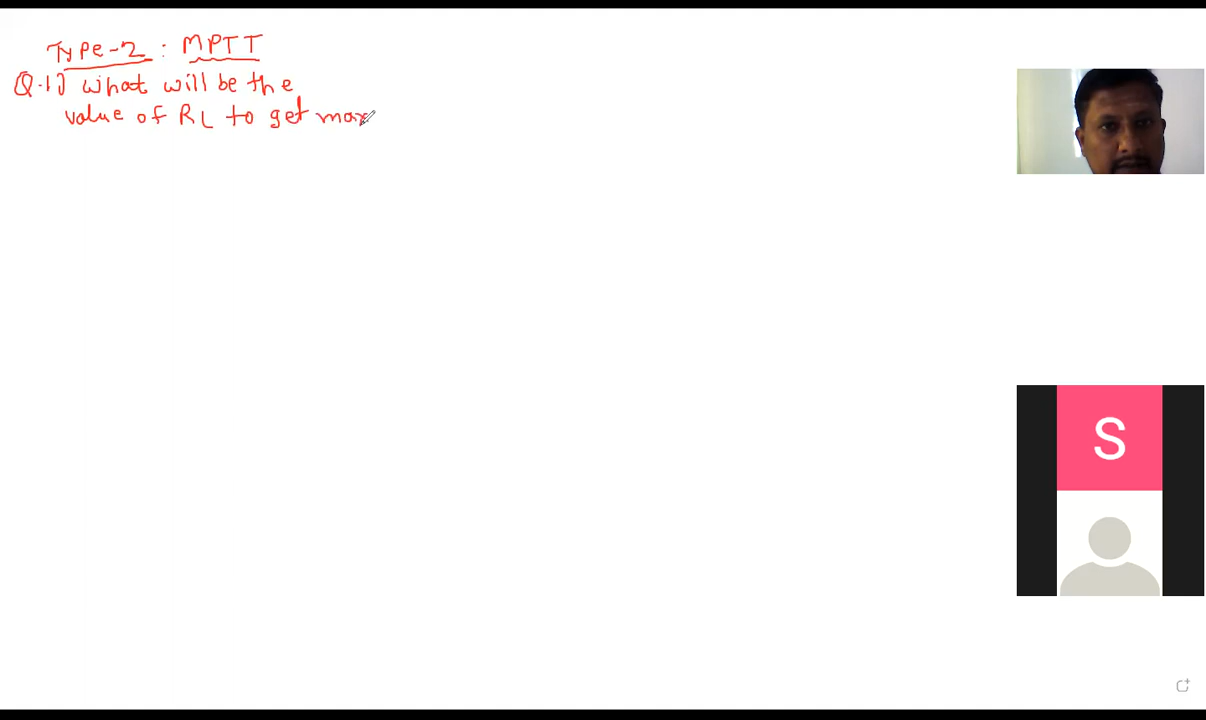 Type-2 : MPTT
Q.1) what will be the
value of RL to get max
S